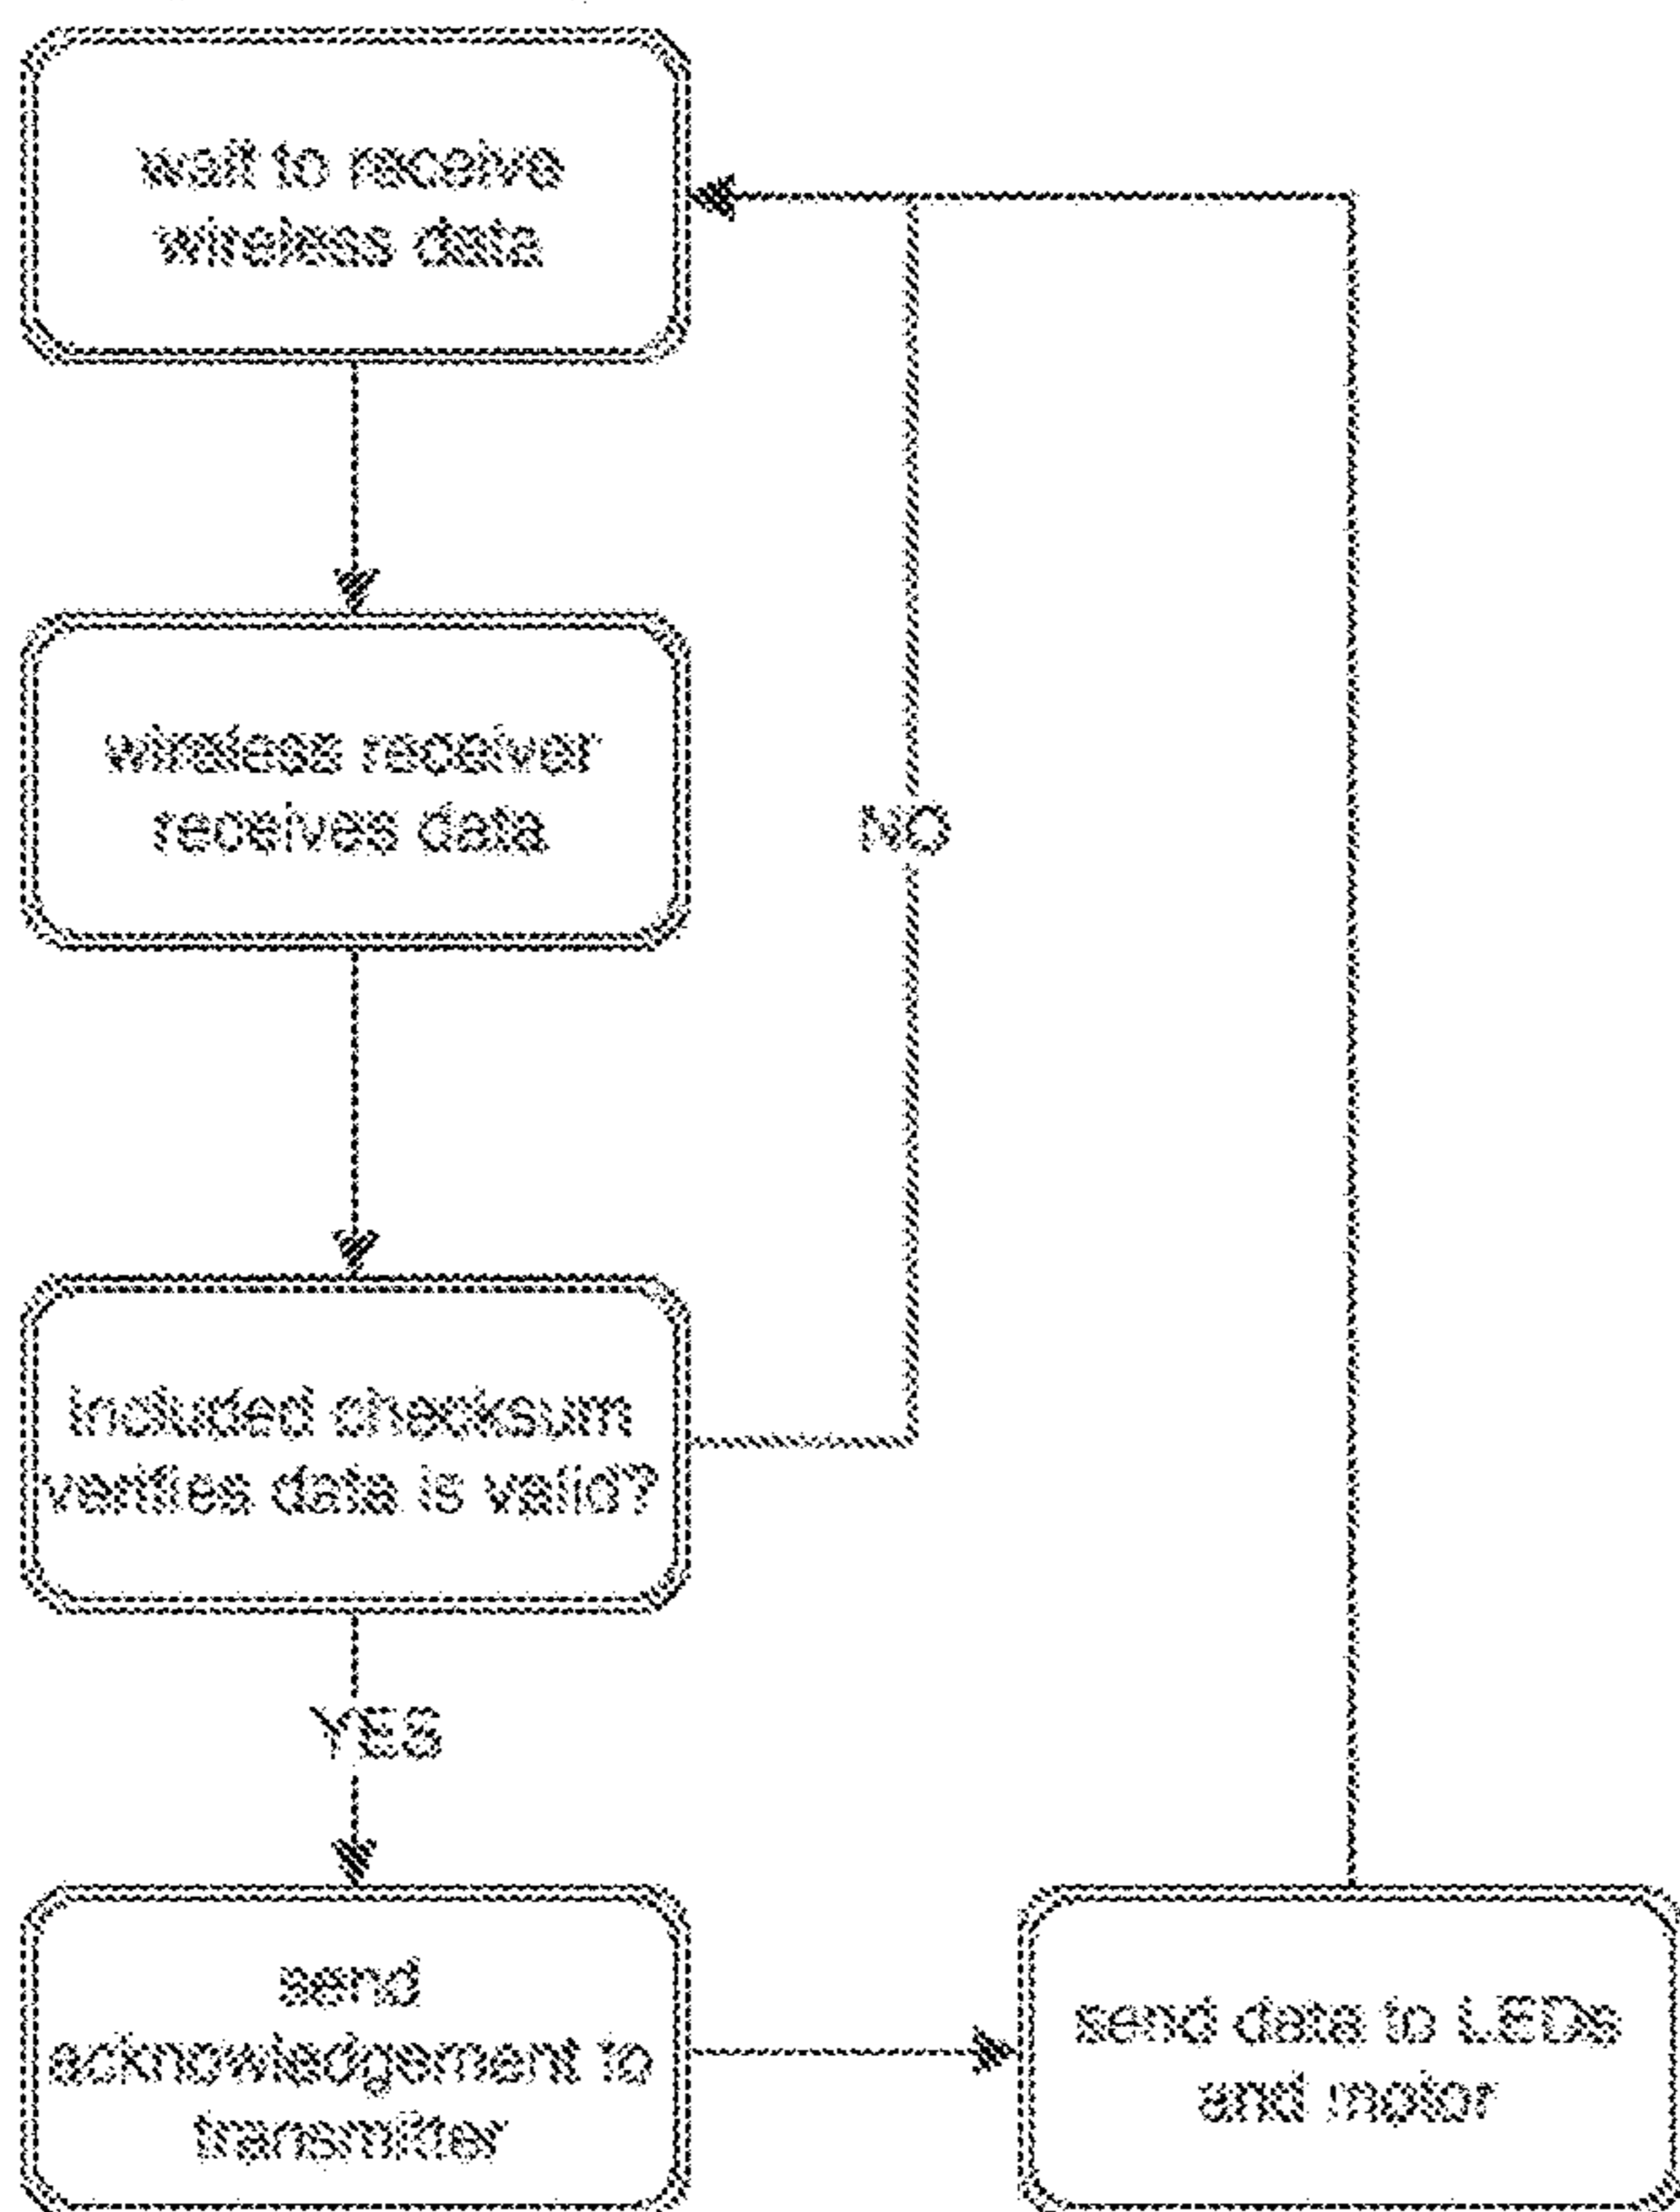 wait to receive
wireless data
wireless receiver
receives data
NO
included checksum
verifies data is valid?
YES
send
acknowledgement to
transmitter
send data to LEDs
and motor